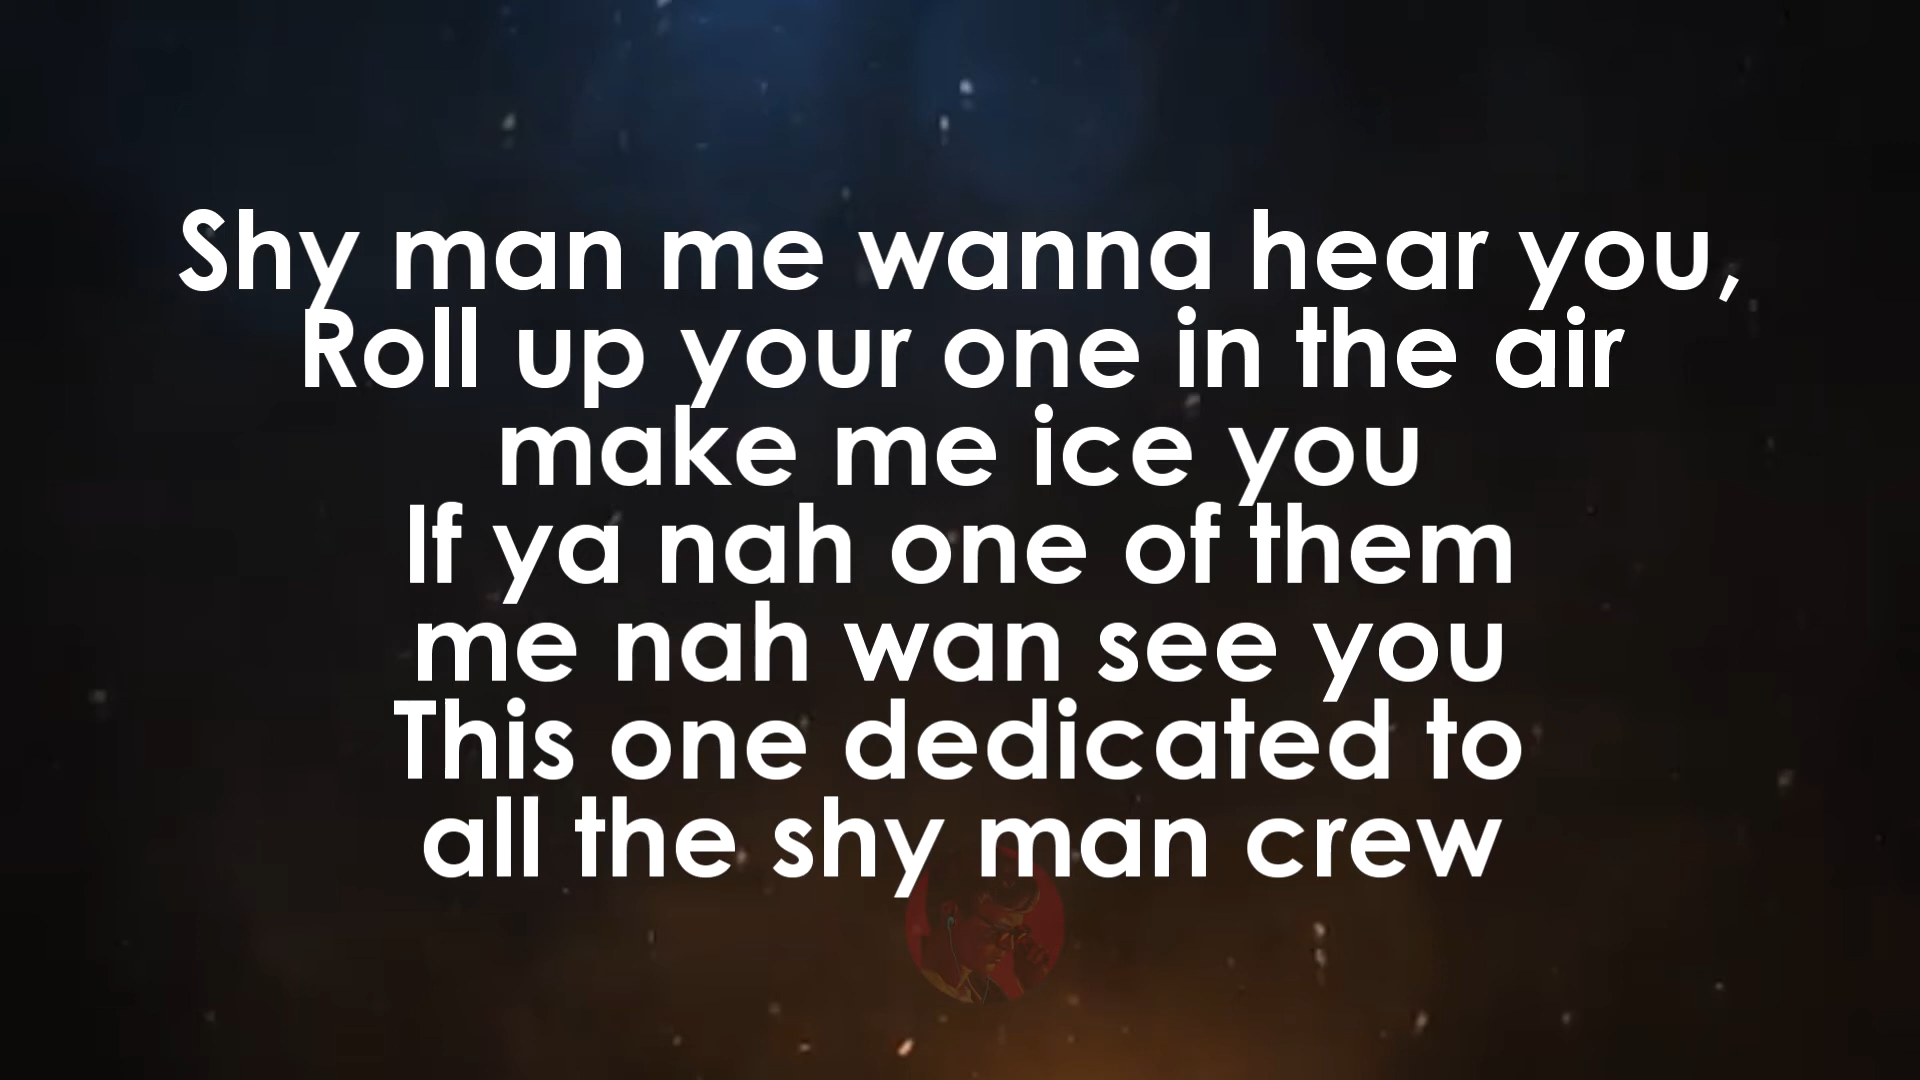 Shy man me wanna hear you,
Roll up your one in the air
make me ice you
If ya nah one of them
me nah wan see you
This one dedicated to
all the shy man crew